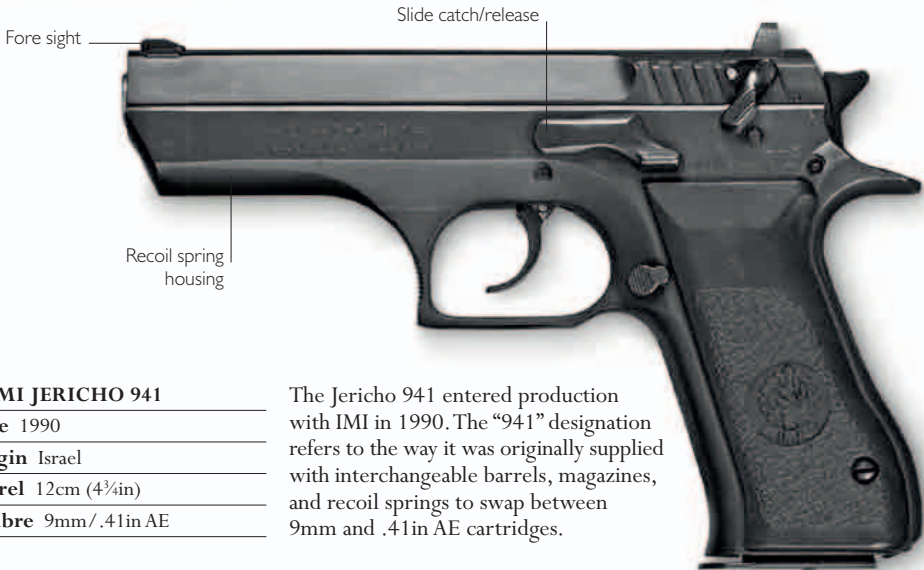 Slide catch/release
Fore sight
Recoil spring
housing
MI JERICHO 941
e 1990
gin Israel
rel 12cm (4¾in)
bre 9mm/.41in AE
The Jericho 941 entered production
with IMI in 1990. The “941” designation
refers to the way it was originally supplied
with interchangeable barrels, magazines,
and recoil springs to swap between
9mm and .41in AE cartridges.